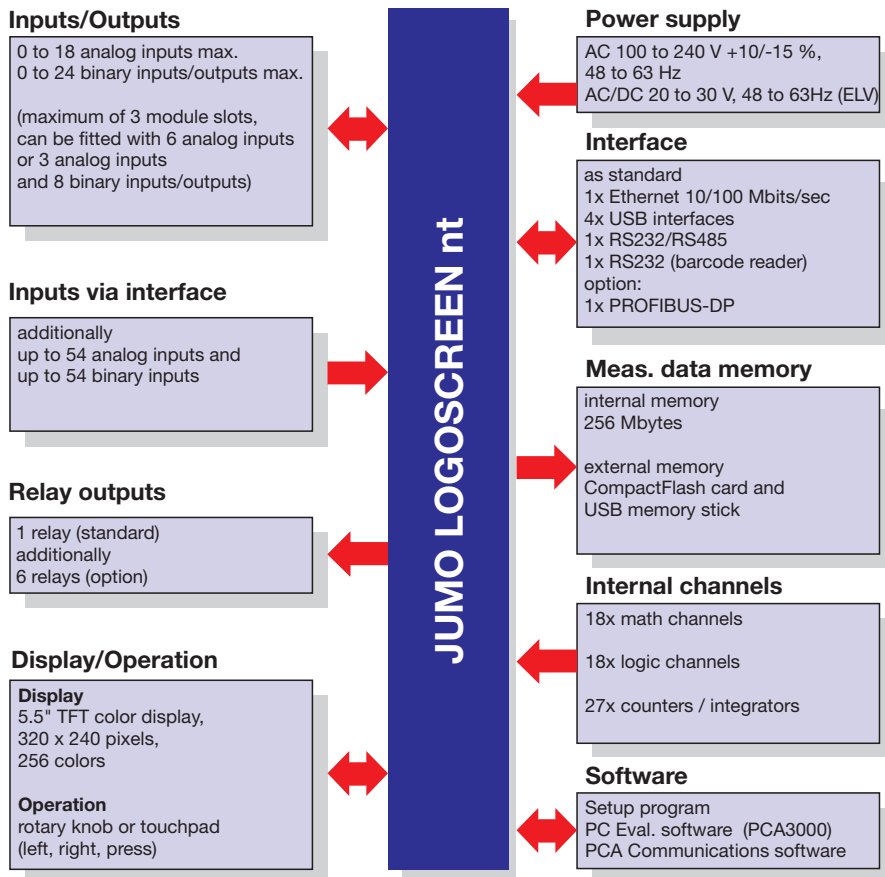 Inputs/Outputs
0 to 18 analog inputs max.
0 to 24 binary inputs/outputs max.
(maximum of 3 module slots,
can be fitted with 6 analog inputs
or 3 analog inputs
and 8 binary inputs/outputs)
Inputs via interface
additionally
up to 54 analog inputs and
up to 54 binary inputs
Relay outputs
1 relay (standard)
additionally
6 relays (option)
Display/Operation
Display
5.5" TFT color display,
320 x 240 pixels,
256 colors
Operation
rotary knob or touchpad
(left, right, press)
JUMO LOGOSCREEN nt
Power supply
AC 100 to 240 V +10/-15 %,
48 to 63 Hz
AC/DC 20 to 30 V, 48 to 63Hz (ELV)
Interface
as standard
1x Ethernet 10/100 Mbits/sec
4x USB interfaces
1x RS232/RS485
1x RS232 (barcode reader)
option:
1x PROFIBUS-DP
Meas. data memory
internal memory
256 Mbytes
external memory
CompactFlash card and
USB memory stick
Internal channels
18x math channels
18x logic channels
27x counters / integrators
Software
Setup program
PC Eval. software (PCA3000)
PCA Communications software